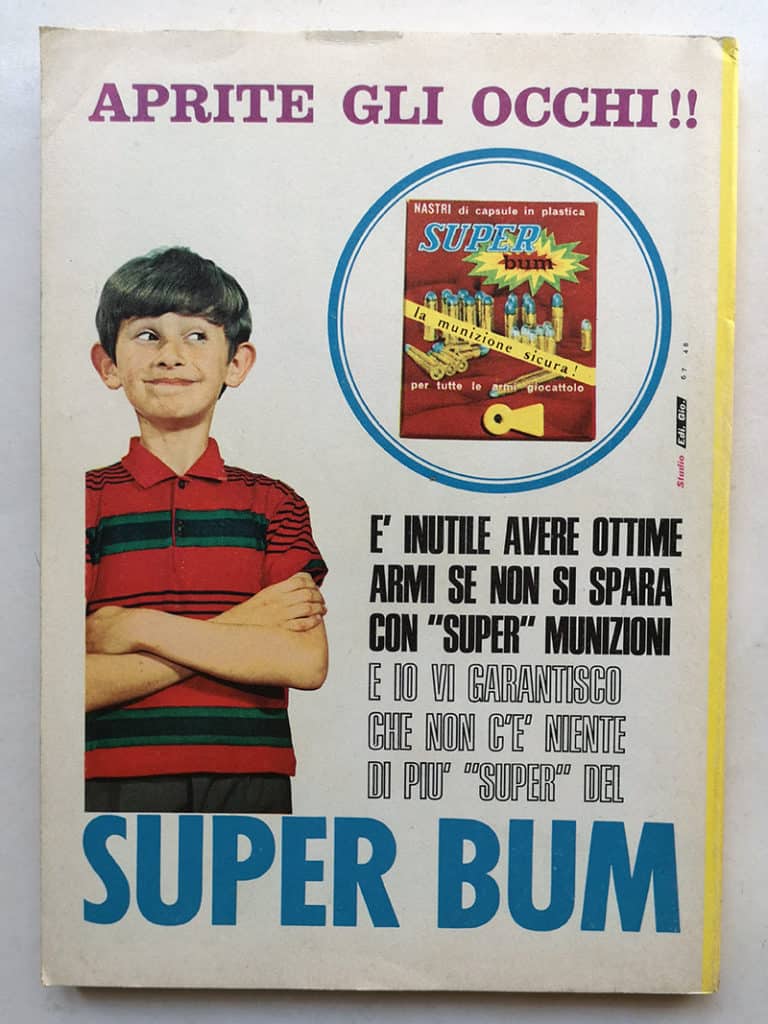 APRITE GLI OCCHI!!
NASTRI di capsule in plastica
SUPER
bum
la munizione sicura!
per tutte le armi giocattolo
Studio Edi. Gio. 67 48
E' INUTILE AVERE OTTIME
ARMI SE NON SI SPARA
CON "SUPER" MUNIZIONI
E IO VI GARANTISCO
CHE NON C'E' NIENTE
DI PIU' "SUPER" DEL
SUPER BUM